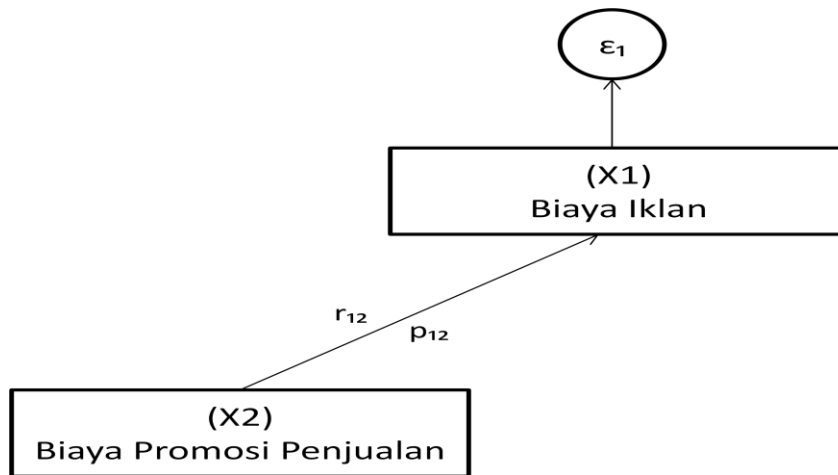 ε₁
(X1)
Biaya Iklan
r₁₂
p₁₂
(X2)
Biaya Promosi Penjualan